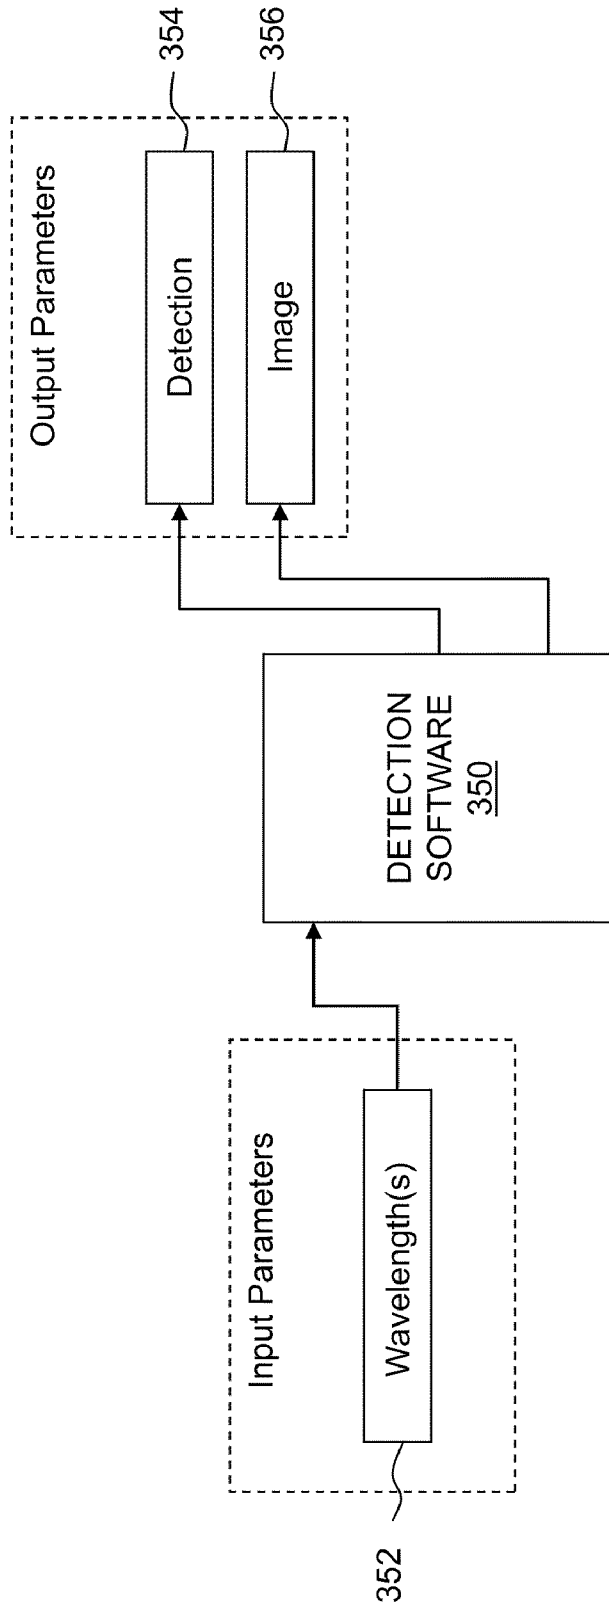 Input Parameters
Wavelength(s)
352
DETECTION
SOFTWARE
350
Output Parameters
Detection
354
Image
356